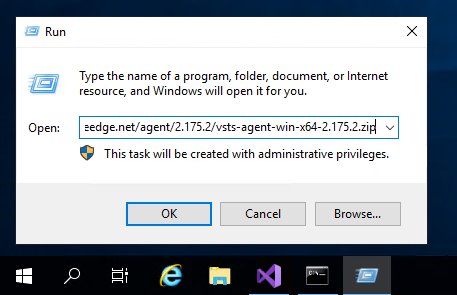 Run
Type the name of a program, folder, document, or Internet
resource, and Windows will open it for you.
Open:
eedge.net/agent/2.175.2/vsts-agent-win-x64-2.175.2.zip
This task will be created with administrative privileges.
OK
Cancel
Browse...